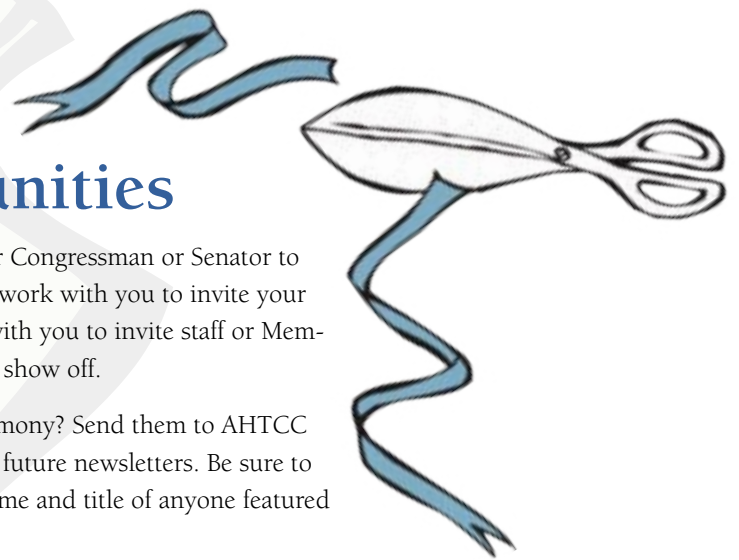 unities
r Congressman or Senator to
work with you to invite your
with you to invite staff or Mem-
show off.
mony? Send them to AHTCC
future newsletters. Be sure to
me and title of anyone featured